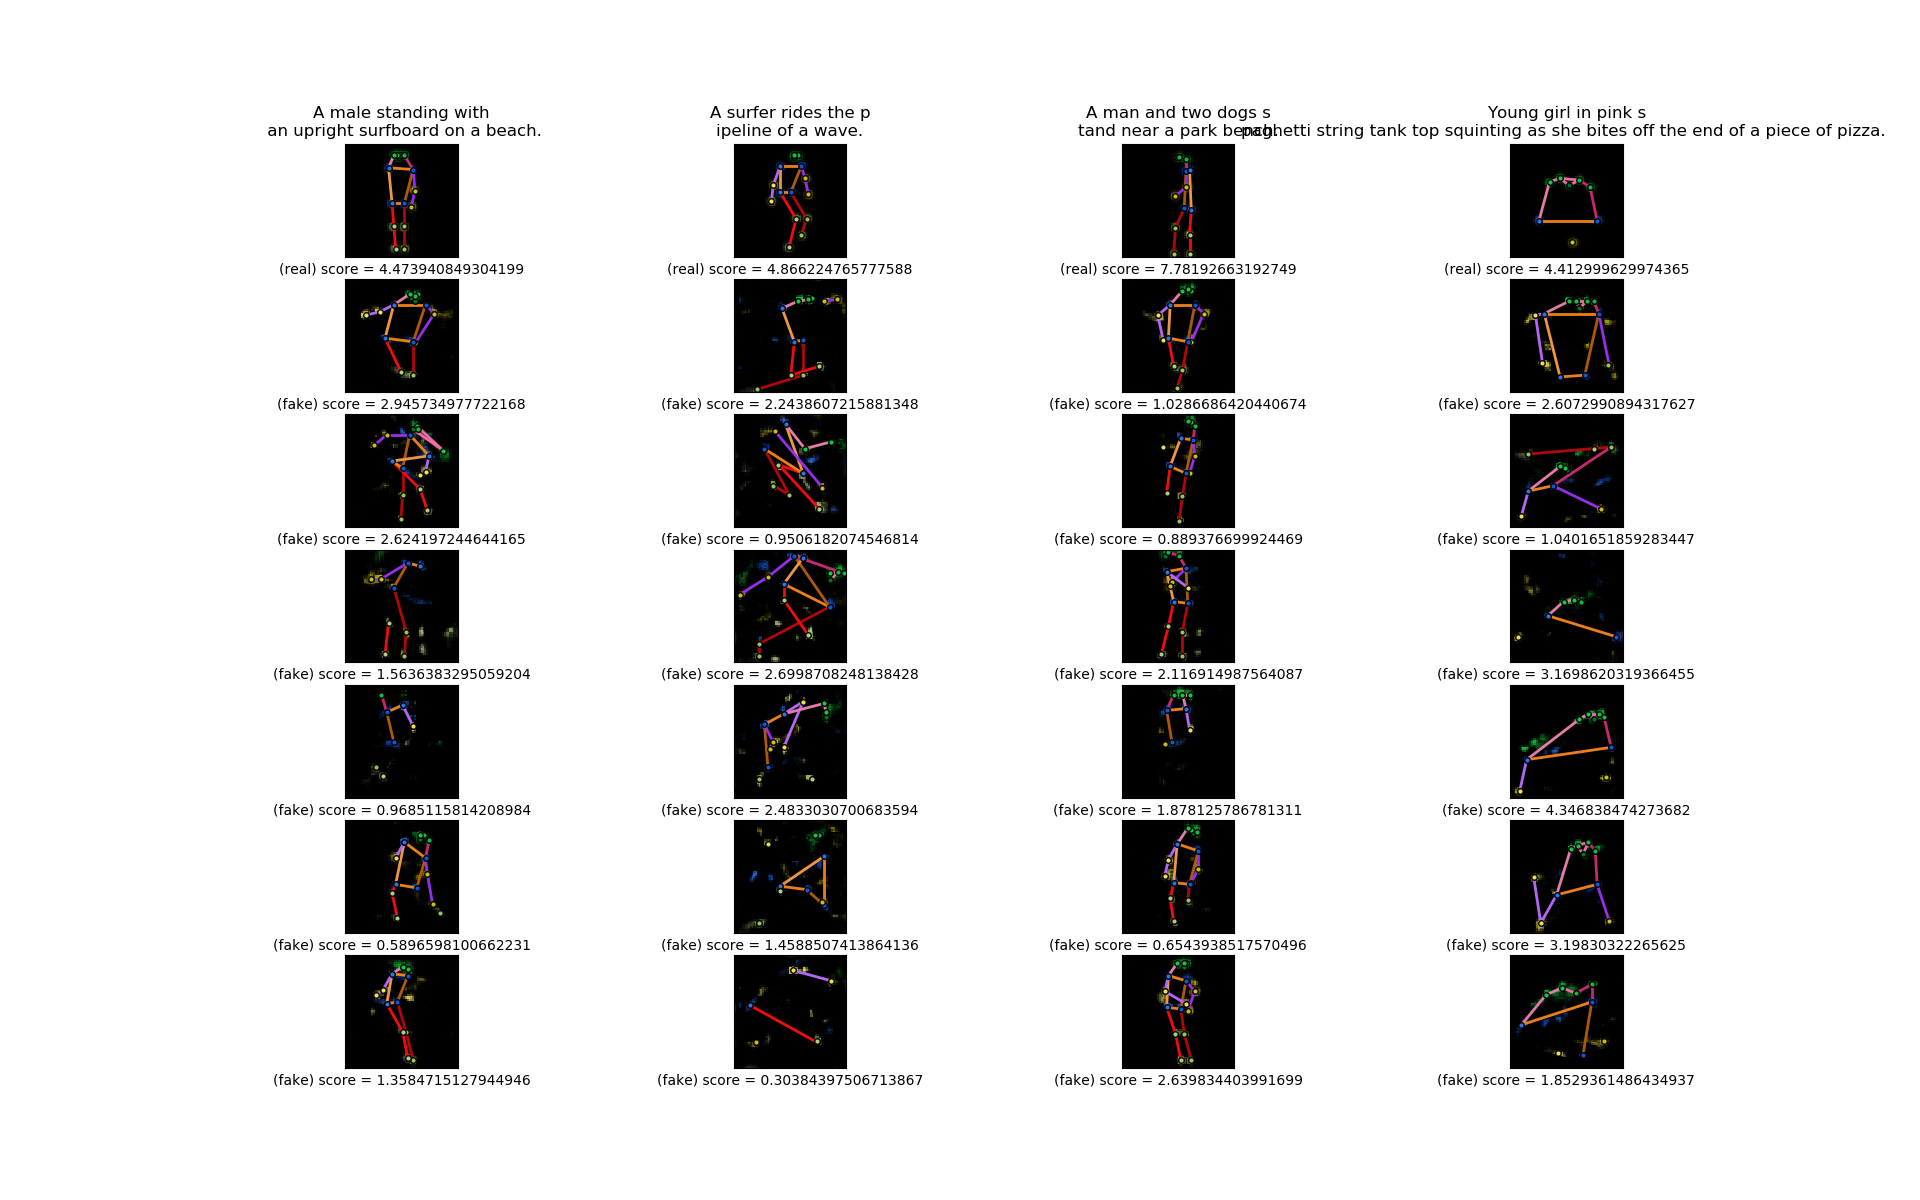 A male standing with
an upright surfboard on a beach.
A surfer rides the p
ipeline of a wave.
A man and two dogs s
tand near a park bench.
Young girl in pink s
paghetti string tank top squinting as she bites off the end of a piece of pizza.
(real) score = 4.473940849304199
(real) score = 4.866224765777588
(real) score = 7.78192663192749
(real) score = 4.412999629974365
(fake) score = 2.945734977722168
(fake) score = 2.2438607215881348
(fake) score = 1.0286686420440674
(fake) score = 2.6072990894317627
(fake) score = 2.624197244644165
(fake) score = 0.9506182074546814
(fake) score = 0.889376699924469
(fake) score = 1.0401651859283447
(fake) score = 1.5636383295059204
(fake) score = 2.6998708248138428
(fake) score = 2.116914987564087
(fake) score = 3.1698620319366455
(fake) score = 0.9685115814208984
(fake) score = 2.4833030700683594
(fake) score = 1.878125786781311
(fake) score = 4.346838474273682
(fake) score = 0.5896598100662231
(fake) score = 1.4588507413864136
(fake) score = 0.6543938517570496
(fake) score = 3.19830322265625
(fake) score = 1.3584715127944946
(fake) score = 0.30384397506713867
(fake) score = 2.639834403991699
(fake) score = 1.8529361486434937